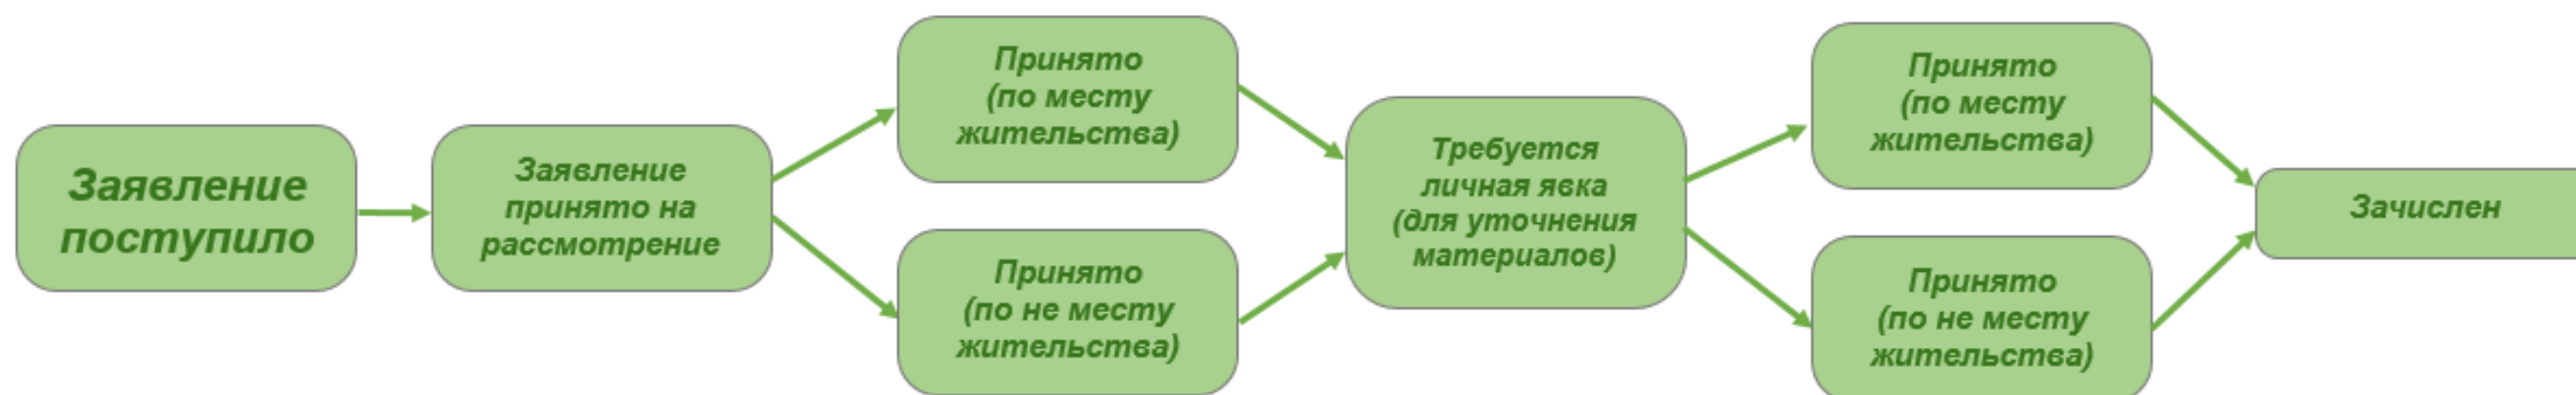 Заявление
поступило
Заявление
принято на
рассмотрение
Принято
(по месту
жительства)
Принято
(по не месту
жительства)
Требуется
личная явка
(для уточнения
материалов)
Принято
(по месту
жительства)
Принято
(по не месту
жительства)
Зачислен